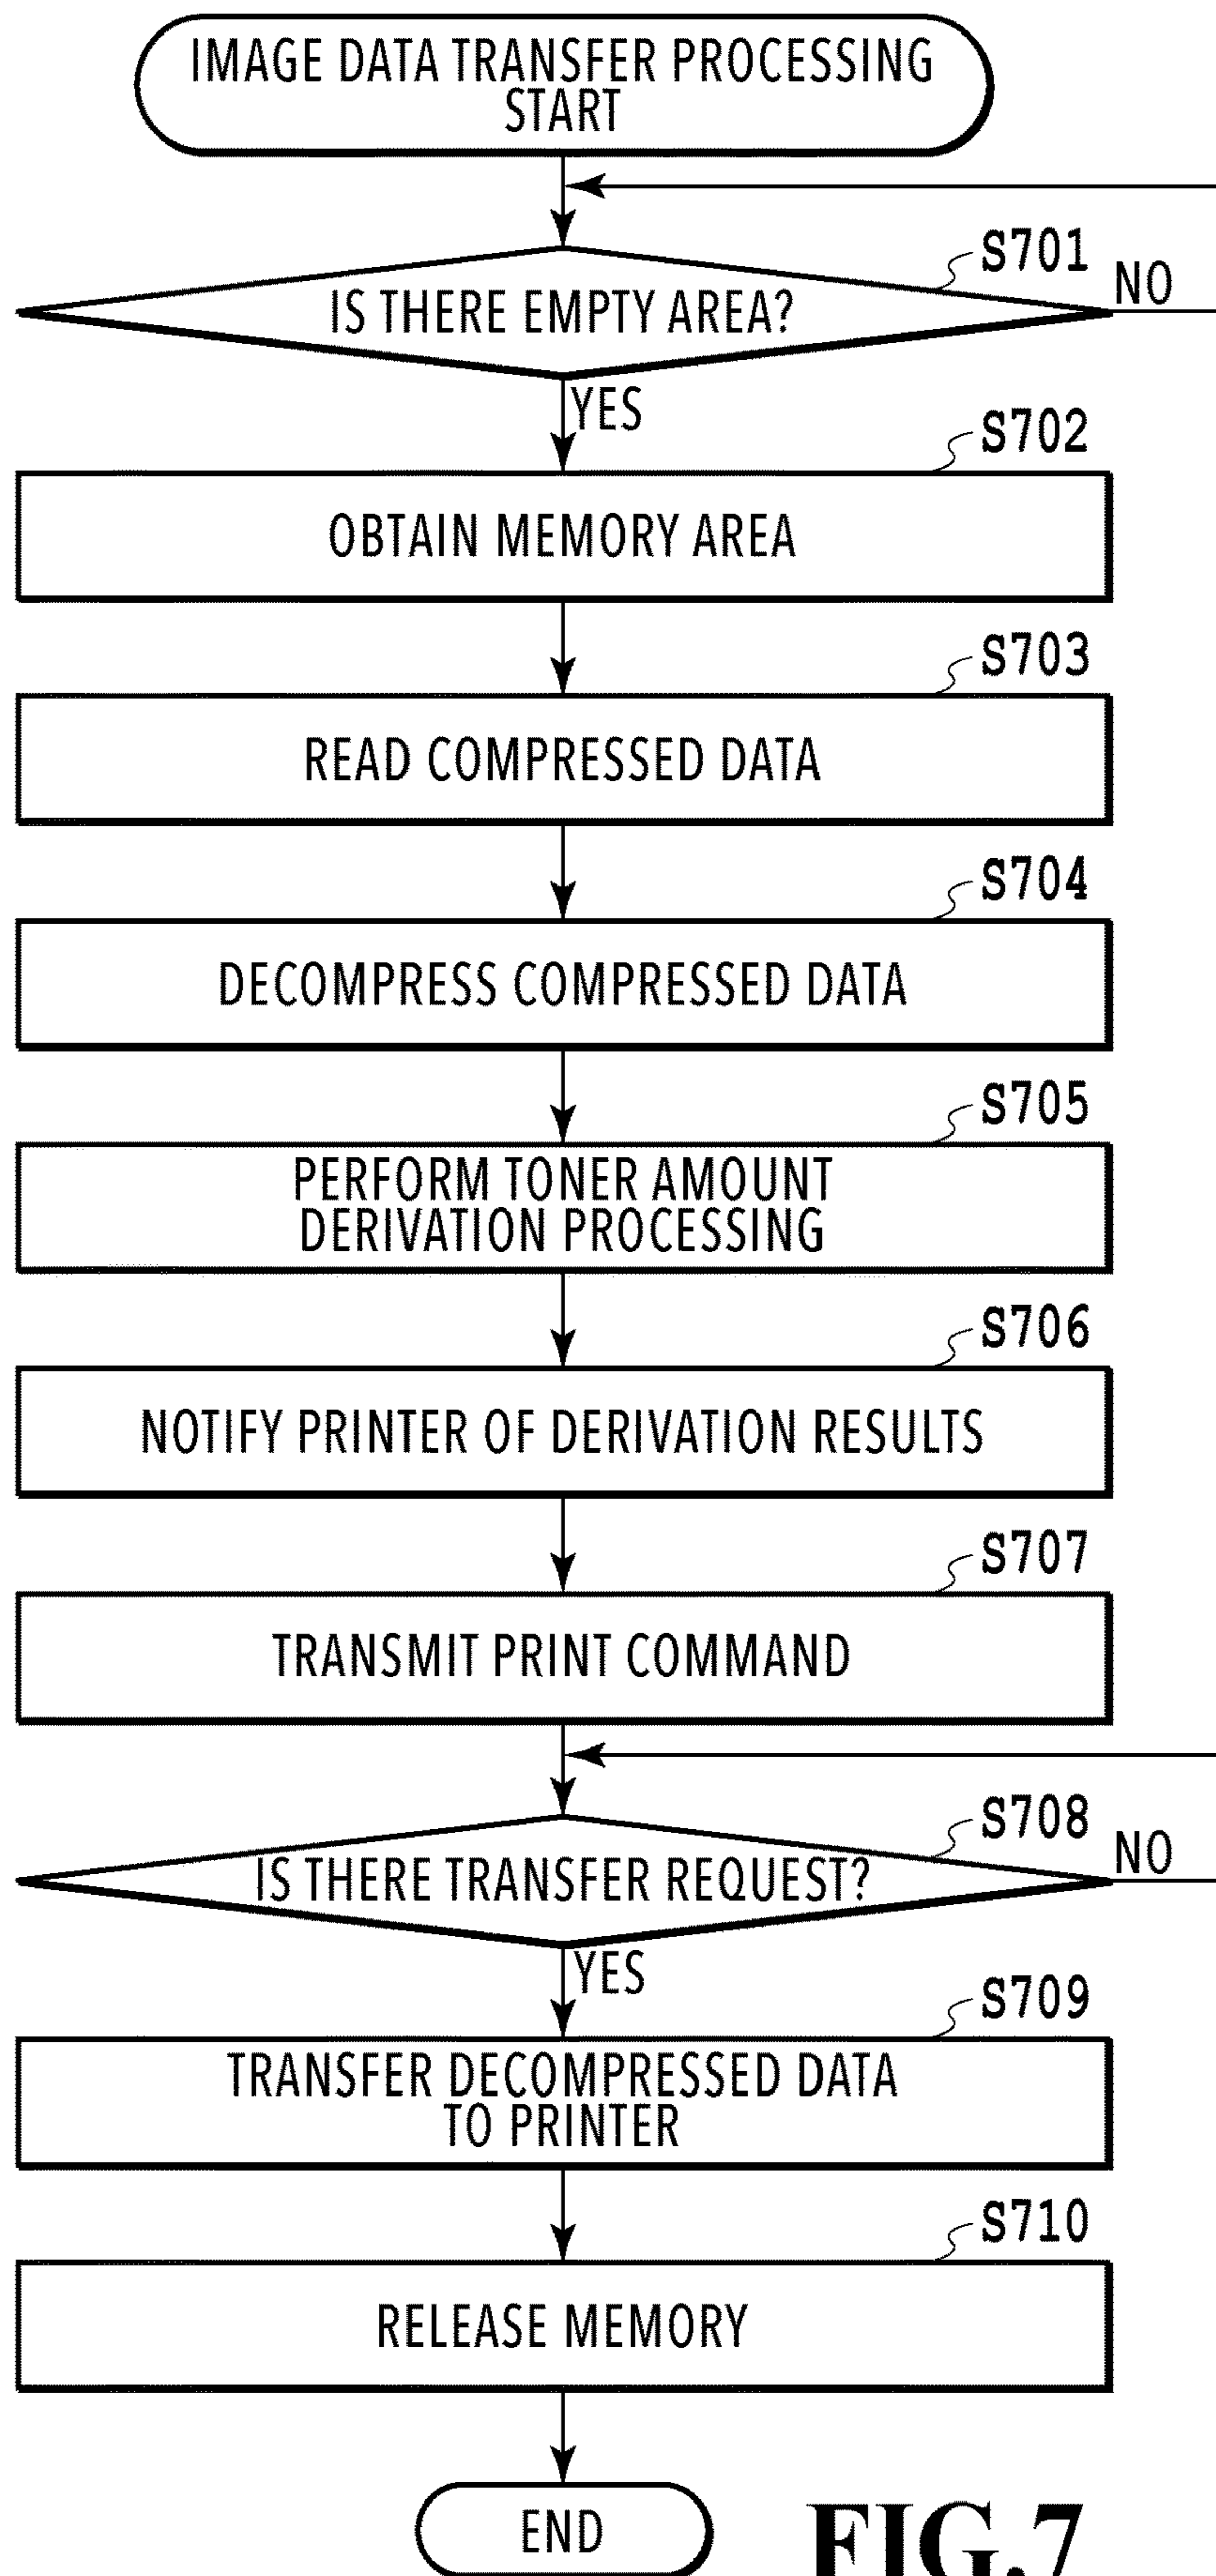 IMAGE DATA TRANSFER PROCESSING
START
S701
IS THERE EMPTY AREA?
NO
YES
S702
OBTAIN MEMORY AREA
S703
READ COMPRESSED DATA
S704
DECOMPRESS COMPRESSED DATA
S705
PERFORM TONER AMOUNT
DERIVATION PROCESSING
S706
NOTIFY PRINTER OF DERIVATION RESULTS
S707
TRANSMIT PRINT COMMAND
S708
IS THERE TRANSFER REQUEST?
NO
YES
S709
TRANSFER DECOMPRESSED DATA
TO PRINTER
S710
RELEASE MEMORY
END
FIG.7